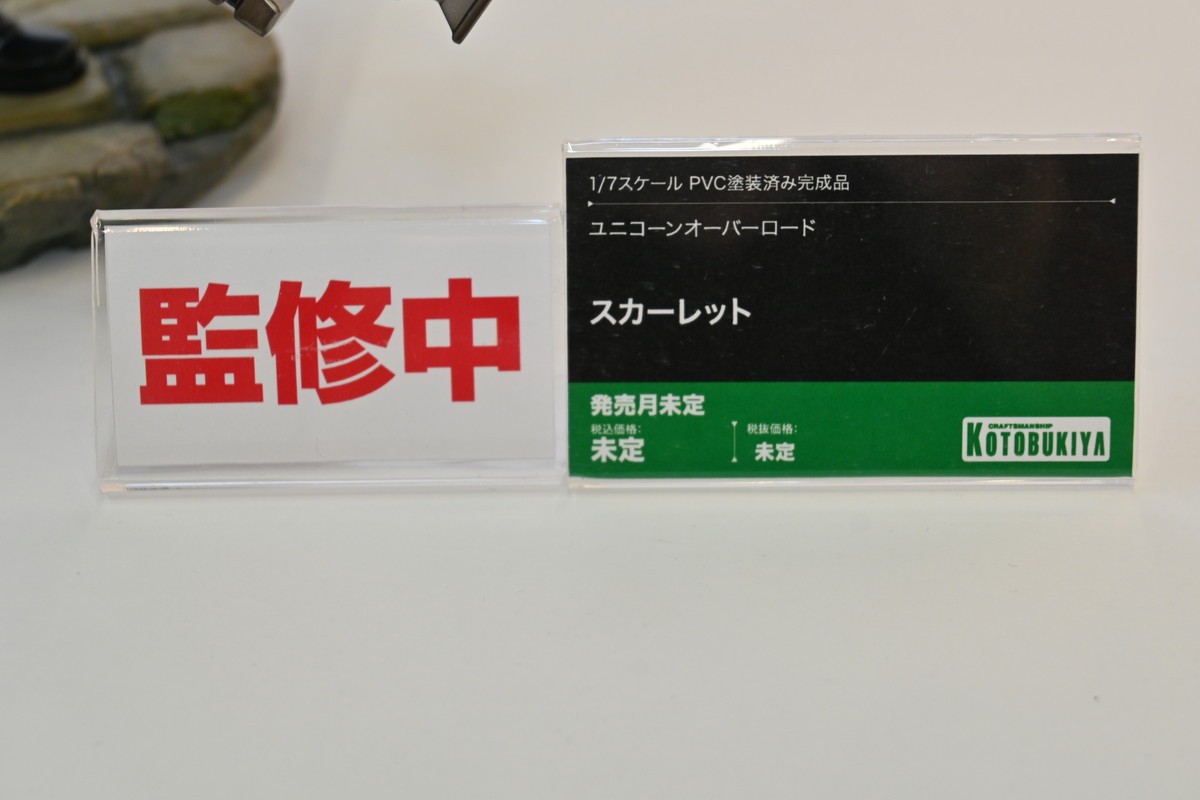 監修中
1/7スケール PVC塗装済み完成品
ユニコーンオーバーロード
スカーレット
発売月未定
税込価格:
未定
税抜価格:
未定
CRAFTSMANSHIP
KOTOBUKIYA